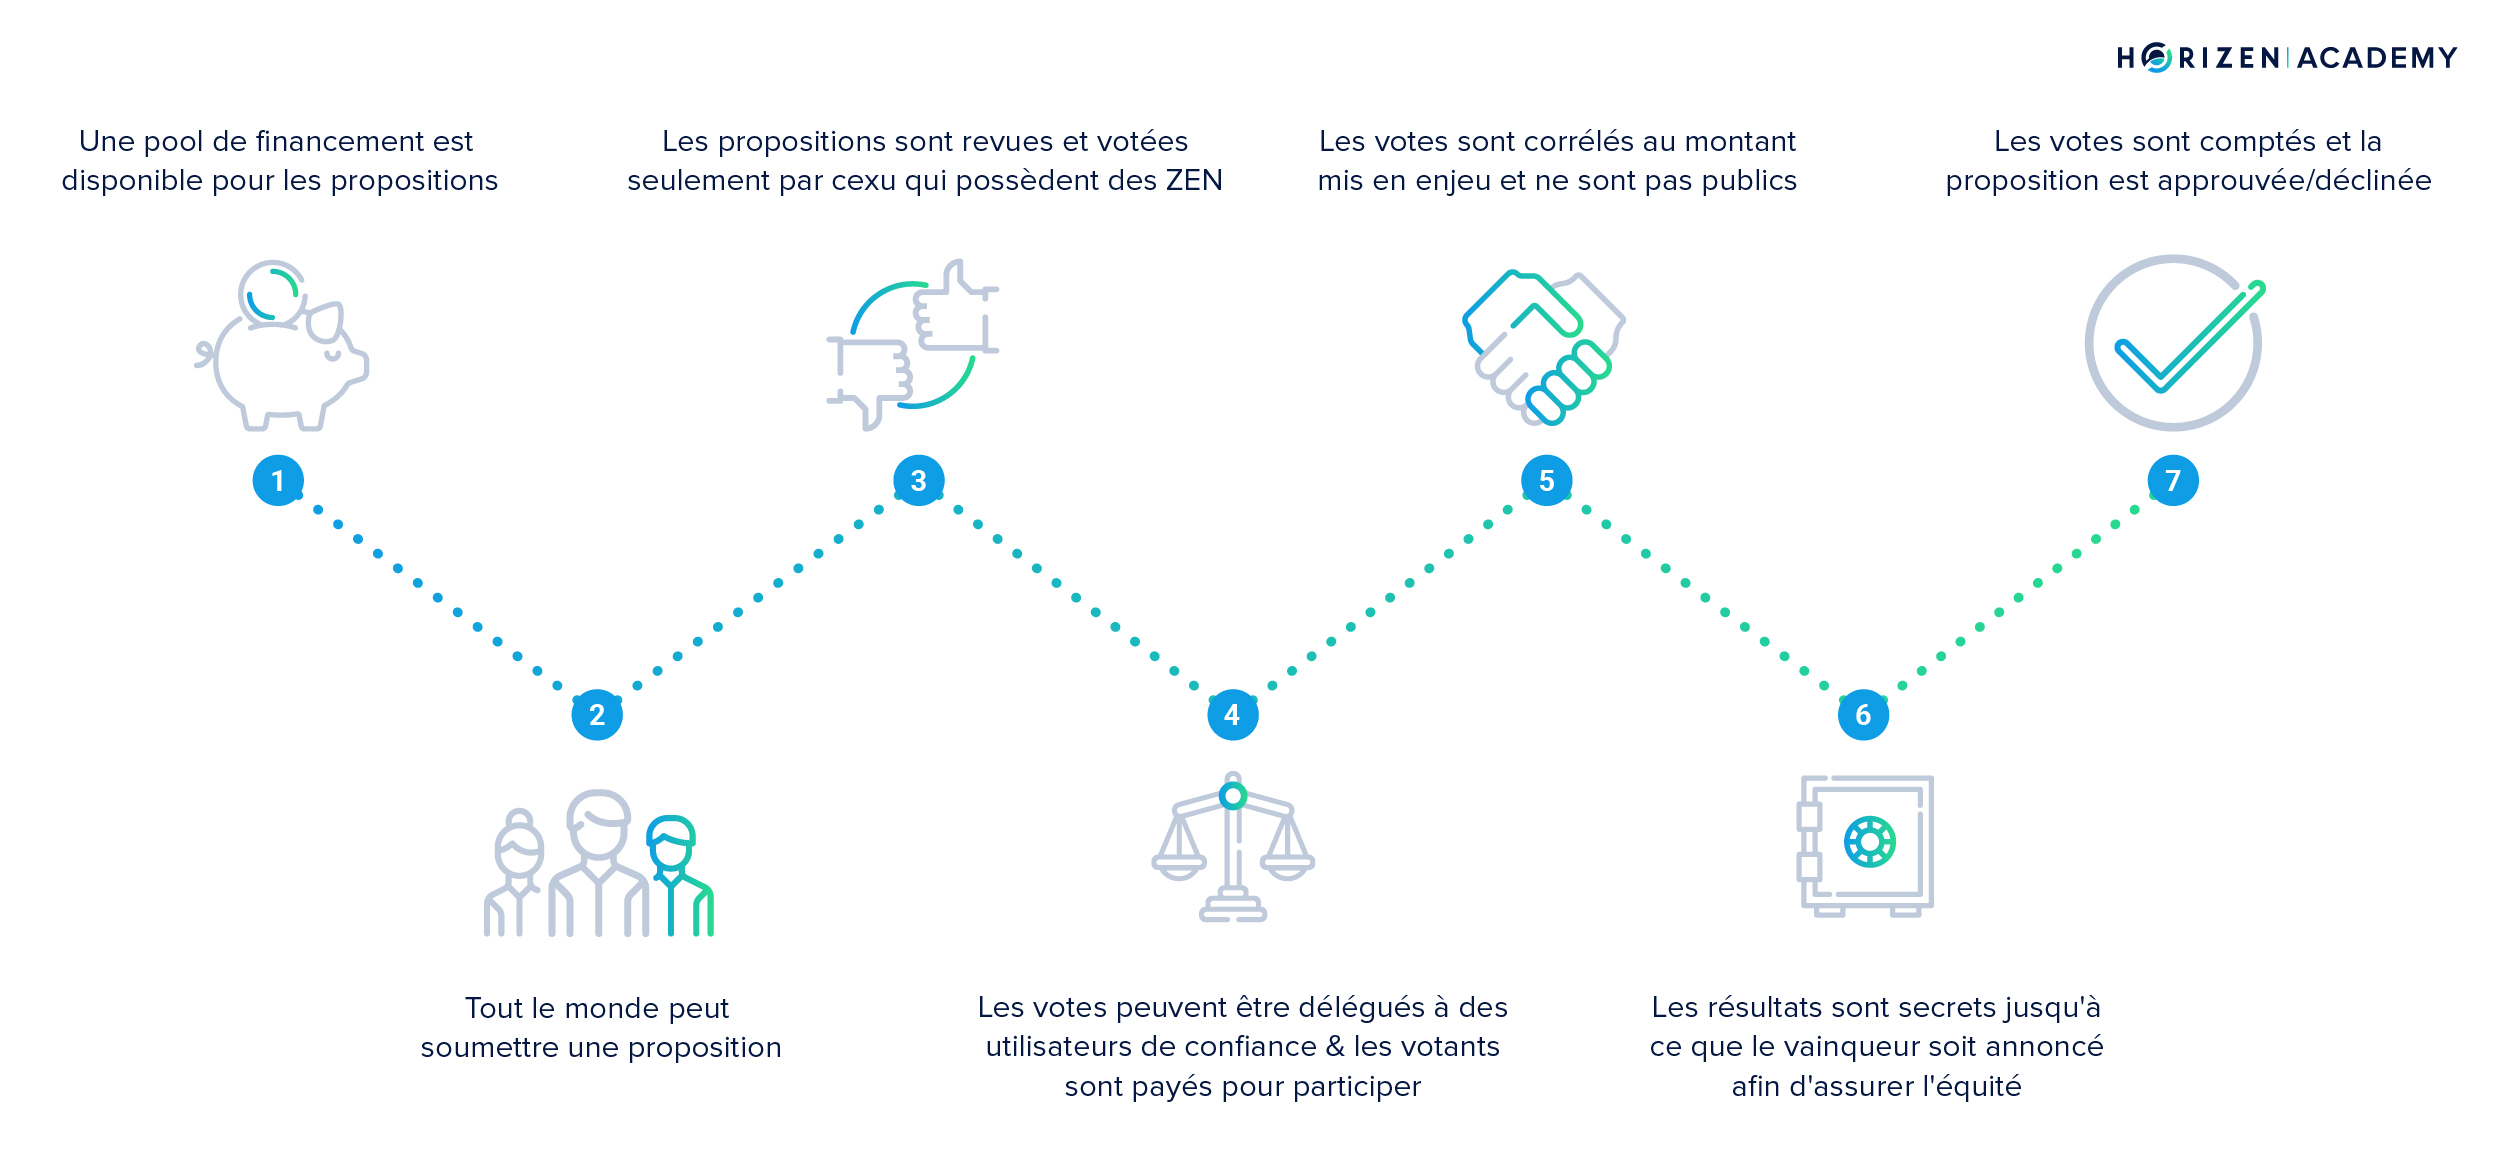 HORIZEN | ACADEMY
Une pool de financement est
disponible pour les propositions
Les propositions sont revues et votées
seulement par cexu qui possèdent des ZEN
Les votes sont corrélés au montant
mis en enjeu et ne sont pas publics
Les votes sont comptés et la
proposition est approuvée/déclinée
1
3
5
7
2
4
6
Tout le monde peut
soumettre une proposition
Les votes peuvent être délégués à des
utilisateurs de confiance & les votants
sont payés pour participer
Les résultats sont secrets jusqu'à
ce que le vainqueur soit annoncé
afin d'assurer l'équité